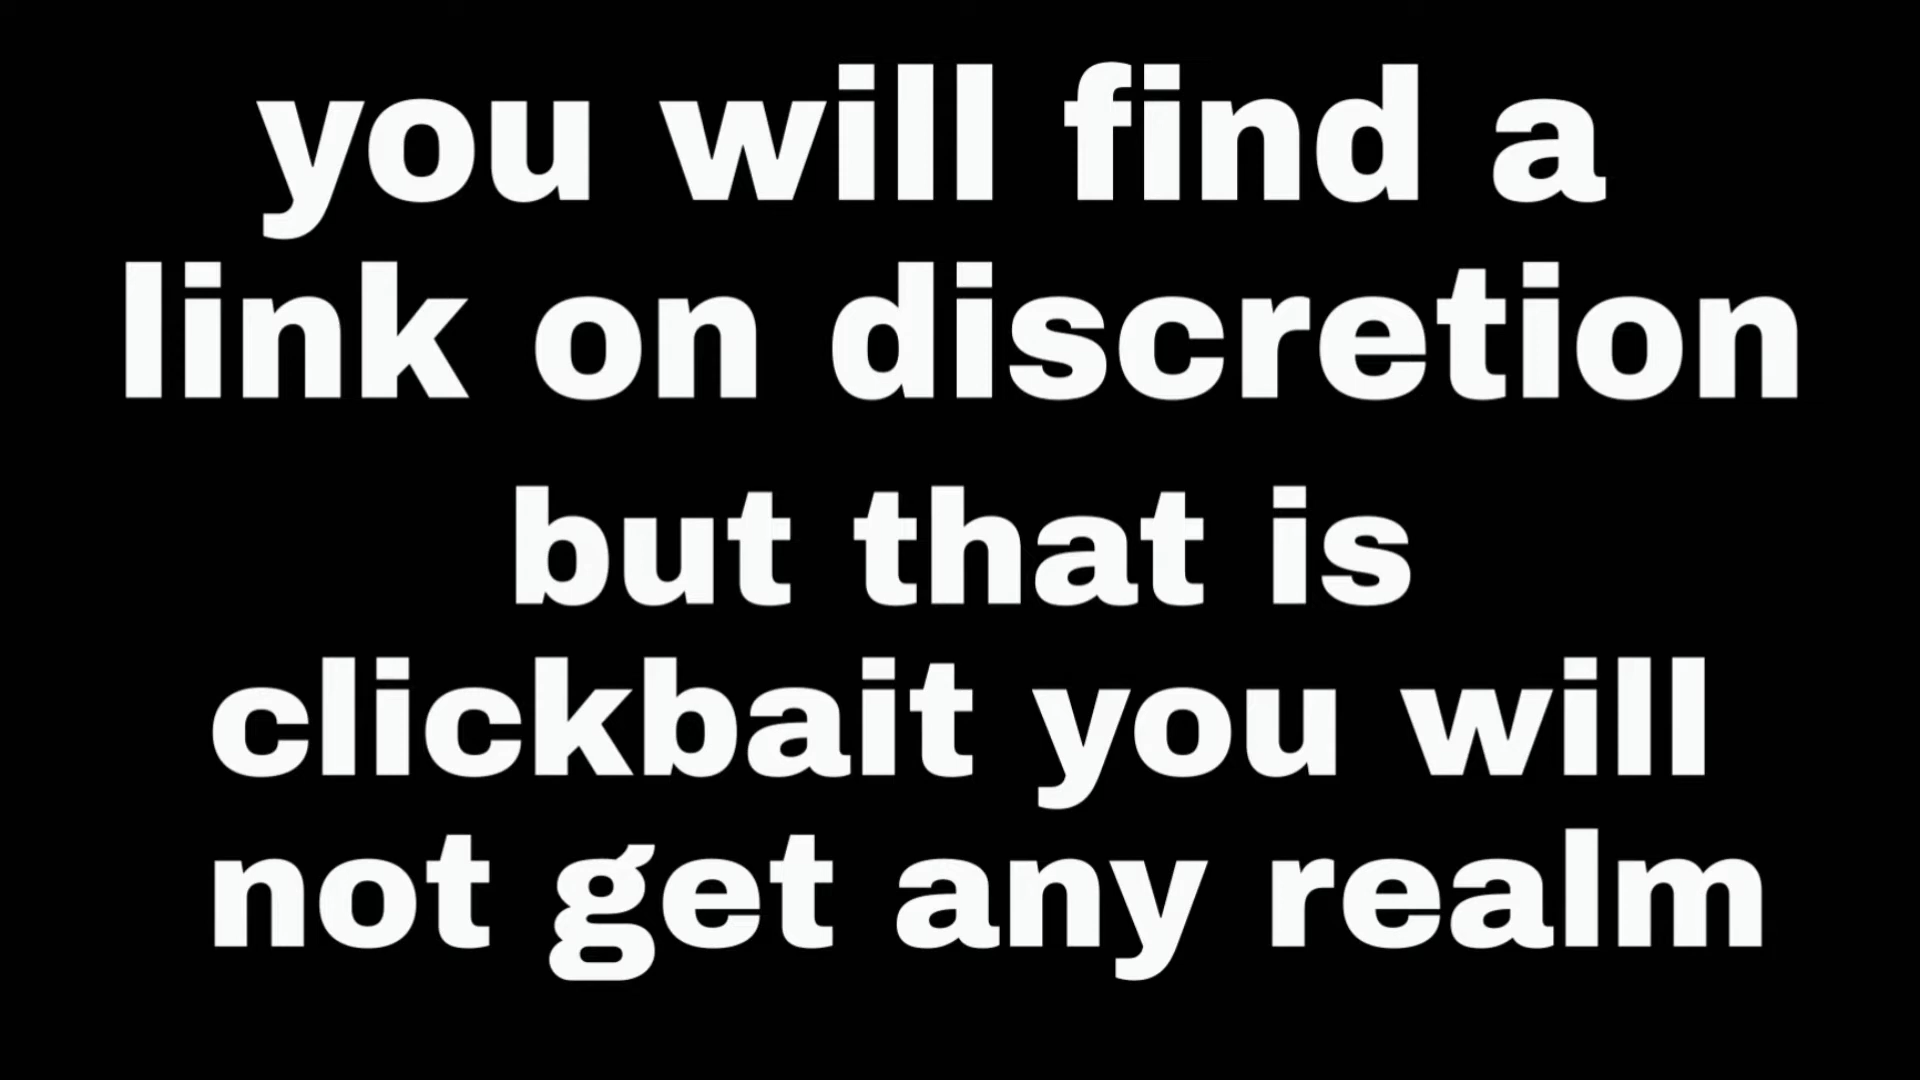 you will find a
link on discretion
but that is
clickbait you will
not get any realm